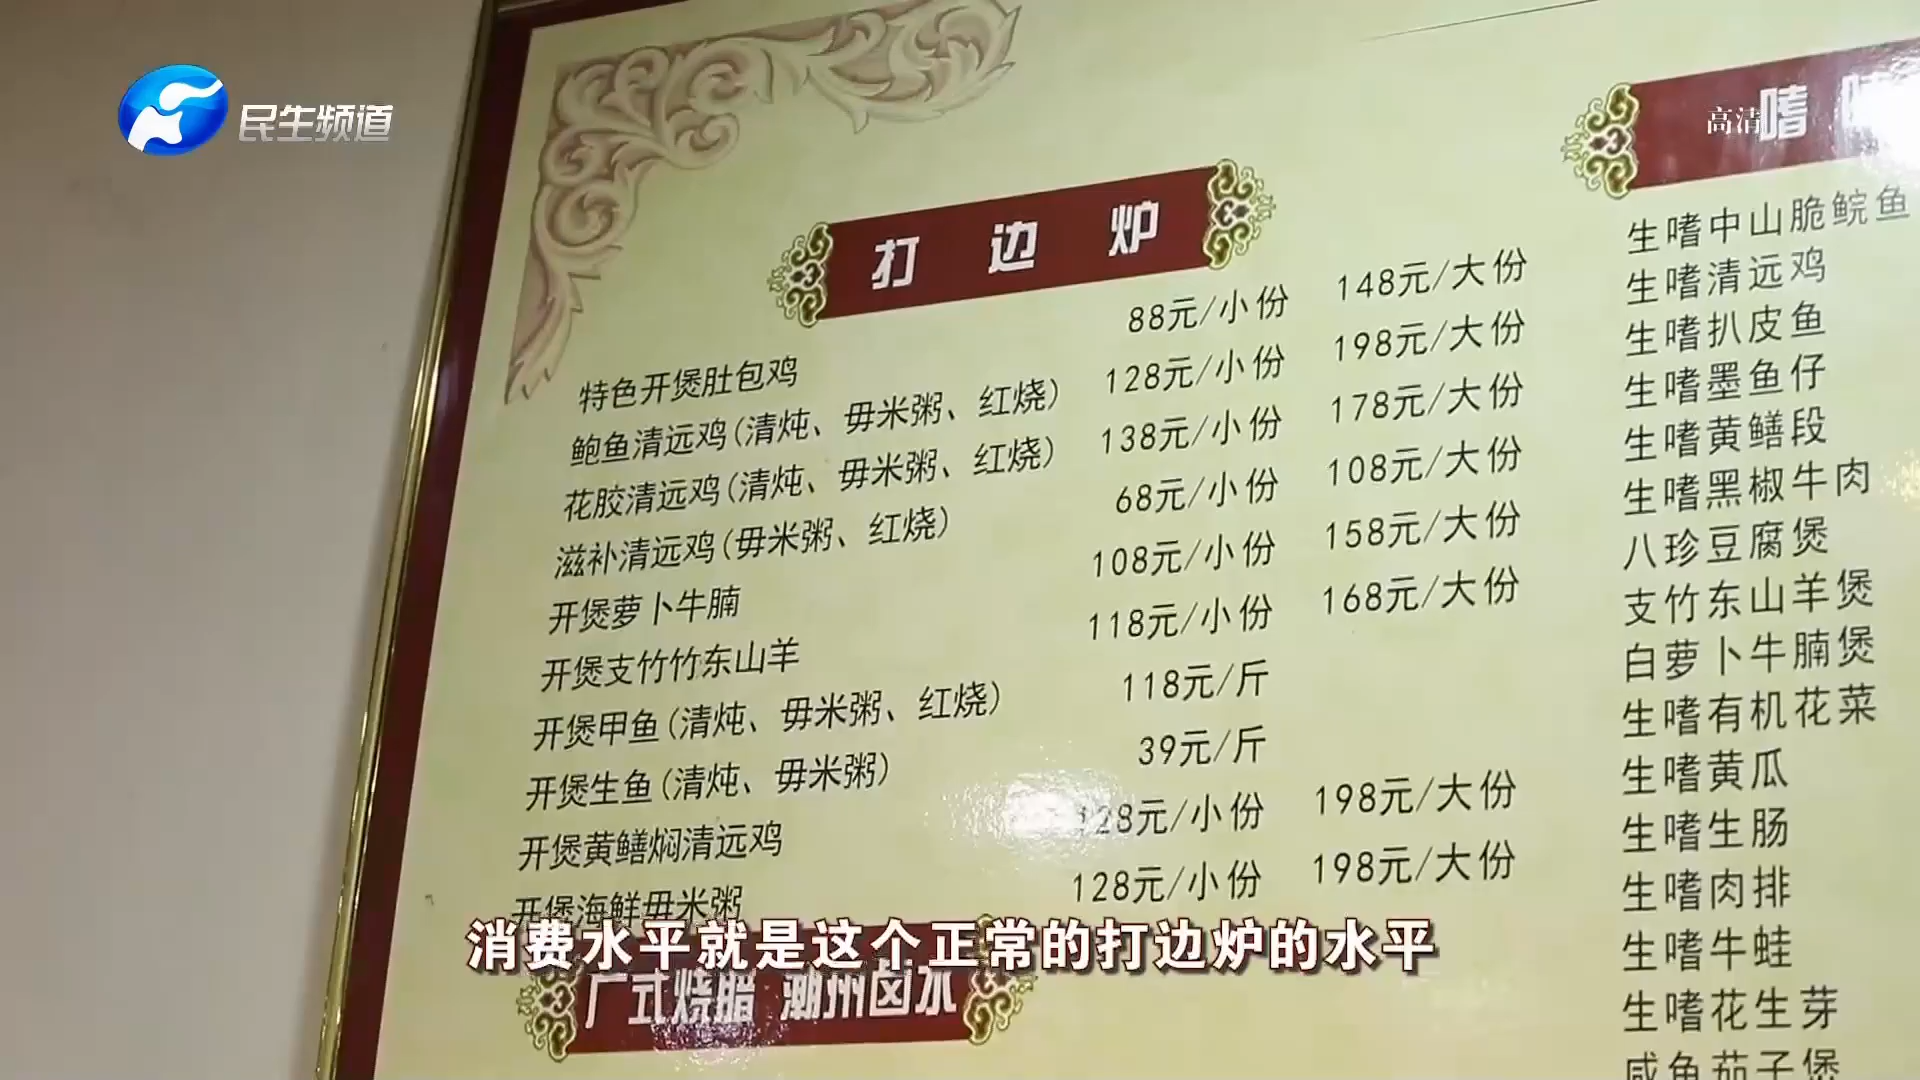 民生频道
高清
打边炉
特色开煲肚包鸡 88元/小份 148元/大份
鲍鱼清远鸡(清炖、毋米粥、红烧) 128元/小份 198元/大份
花胶清远鸡(清炖、毋米粥、红烧) 138元/小份 178元/大份
滋补清远鸡(毋米粥、红烧) 68元/小份 108元/大份
开煲萝卜牛腩 108元/小份 158元/大份
开煲支竹竹东山羊 118元/小份 168元/大份
开煲甲鱼(清炖、毋米粥、红烧) 118元/斤
开煲生鱼(清炖、毋米粥) 39元/斤
开煲黄鳝焖清远鸡 128元/小份 198元/大份
开煲海鲜毋米粥 128元/小份 198元/大份
广式烧腊 潮州卤水
嗜
生嗜中山脆鲩鱼
生嗜清远鸡
生嗜扒皮鱼
生嗜墨鱼仔
生嗜黄鳝段
生嗜黑椒牛肉
八珍豆腐煲
支竹东山羊煲
白萝卜牛腩煲
生嗜有机花菜
生嗜黄瓜
生嗜生肠
生嗜肉排
生嗜牛蛙
生嗜花生芽
咸鱼茄子煲
消费水平就是这个正常的打边炉的水平